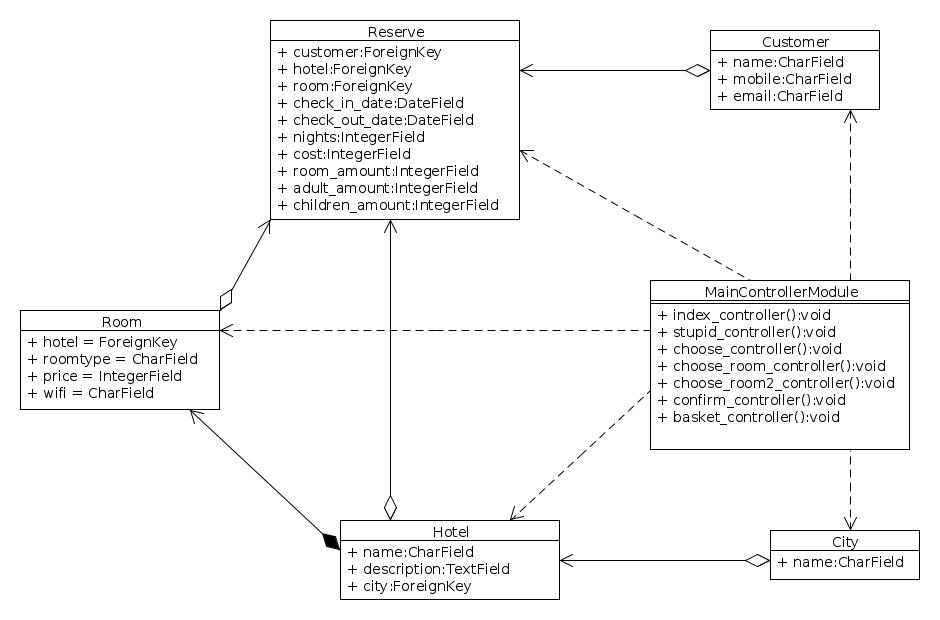 Reserve
+ customer:ForeignKey
+ hotel:ForeignKey
+ room:ForeignKey
+ check_in_date:DateField
+ check_out_date:DateField
+ nights:IntegerField
+ cost:IntegerField
+ room_amount:IntegerField
+ adult_amount:IntegerField
+ children_amount:IntegerField
Customer
+ name:CharField
+ mobile:CharField
+ email:CharField
MainControllerModule
+ index_controller():void
+ stupid_controller():void
+ choose_controller():void
+ choose_room_controller():void
+ choose_room2_controller():void
+ confirm_controller():void
+ basket_controller():void
Room
+ hotel = ForeignKey
+ roomtype = CharField
+ price = IntegerField
+ wifi = CharField
Hotel
+ name:CharField
+ description:TextField
+ city:ForeignKey
City
+ name:CharField